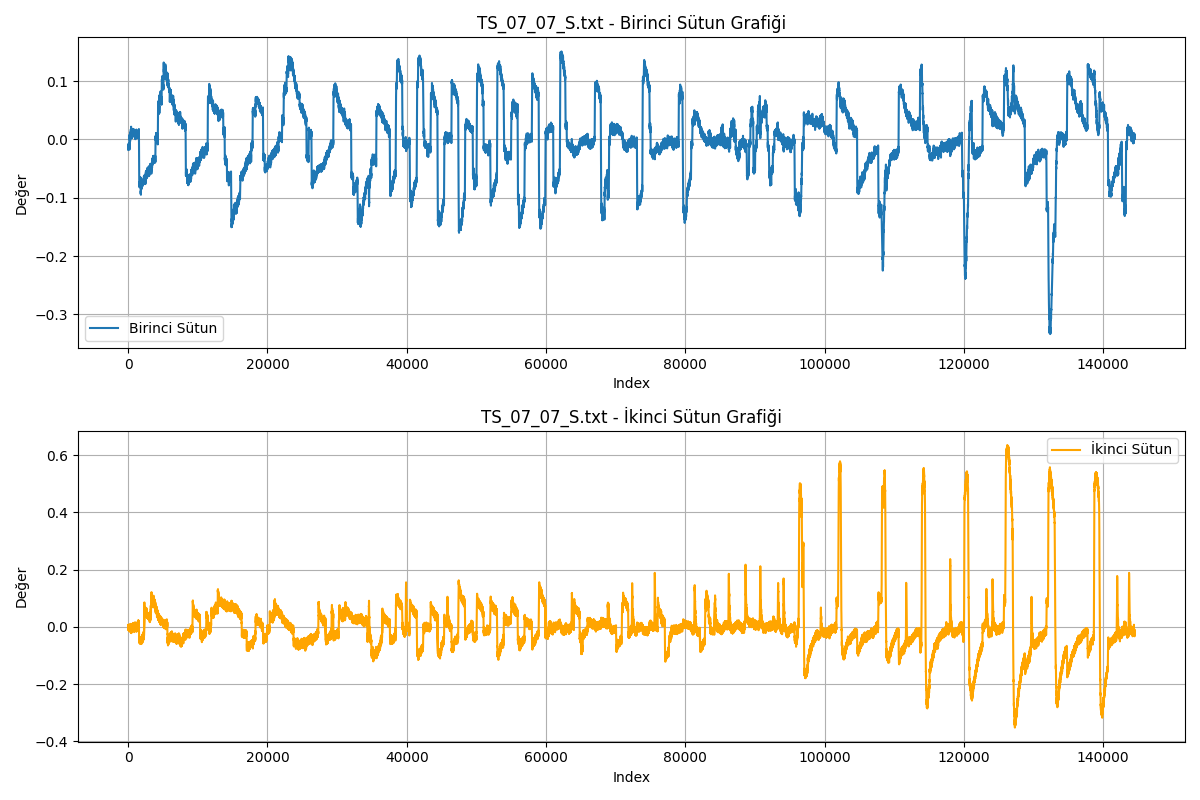 TS_07_07_S.txt - Birinci Sütun Grafiği
0.1
0.0
−0.1
−0.2
−0.3
Değer
Birinci Sütun
0 20000 40000 60000 80000 100000 120000 140000
Index
TS_07_07_S.txt - İkinci Sütun Grafiği
İkinci Sütun
0.6
0.4
0.2
0.0
−0.2
−0.4
Değer
0 20000 40000 60000 80000 100000 120000 140000
Index